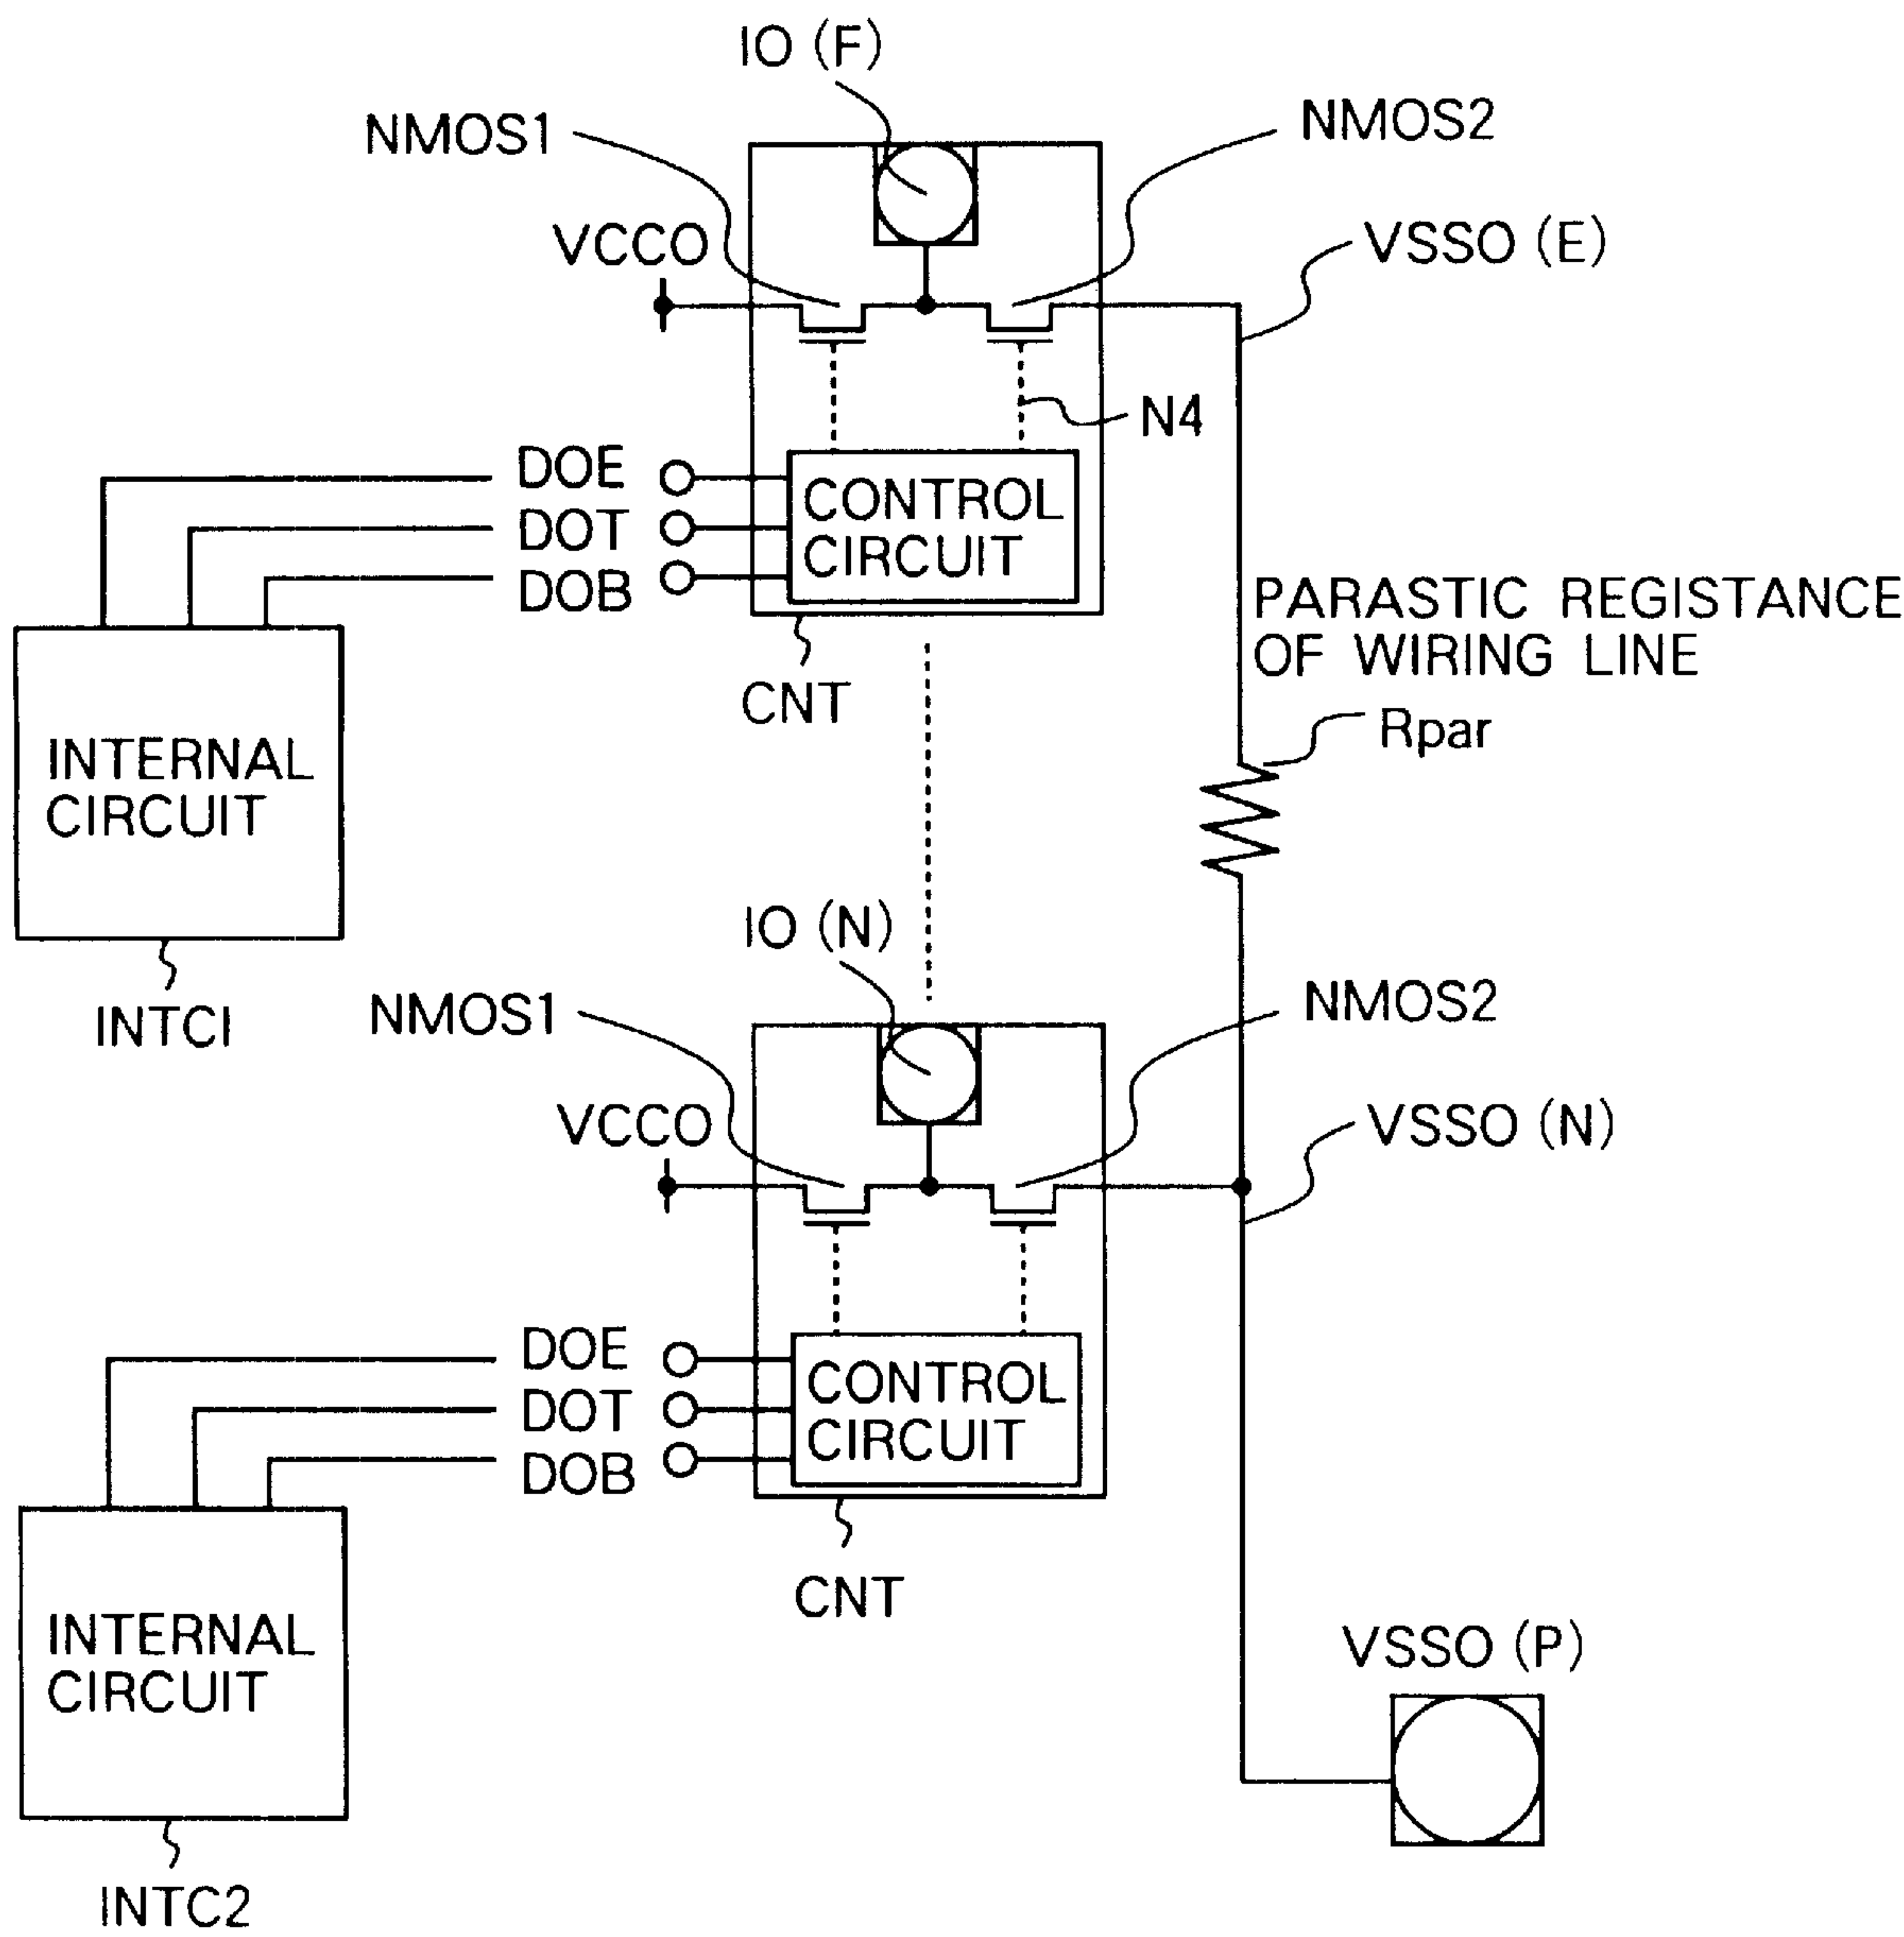 IO (F)
NMOS1
NMOS2
VCCO
VSSO (E)
N4
DOE
DOT
DOB
CONTROL
CIRCUIT
PARASTIC REGISTANCE
OF WIRING LINE
CNT
Rpar
INTERNAL
CIRCUIT
IO (N)
INTC1
NMOS1
NMOS2
VCCO
VSSO (N)
DOE
DOT
DOB
CONTROL
CIRCUIT
CNT
INTERNAL
CIRCUIT
VSSO (P)
INTC2